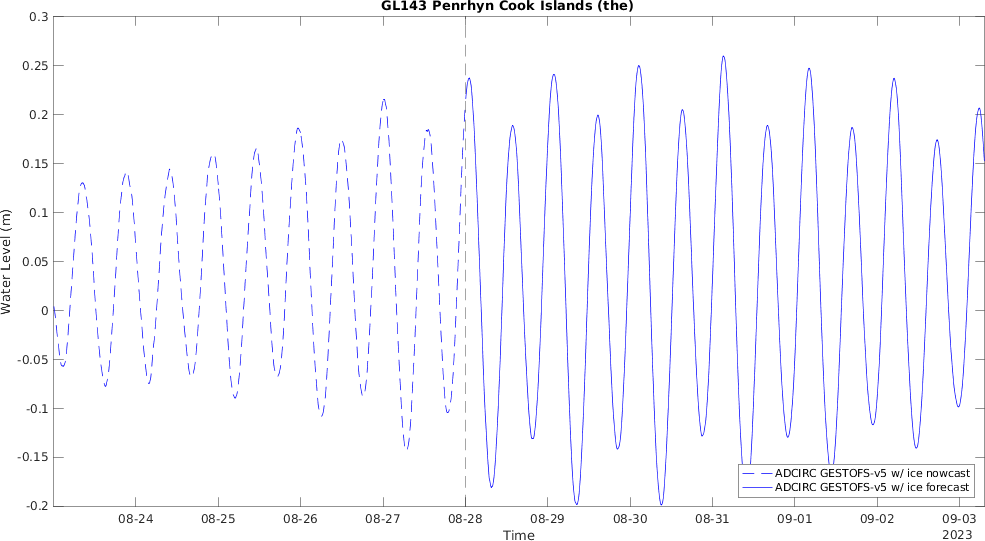 GL143 Penrhyn Cook Islands (the)
0.3
0.25
0.2
0.15
0.1
0.05
0
-0.05
-0.1
-0.15
-0.2
Water Level (m)
ADCIRC GESTOFS-v5 w/ ice nowcast
ADCIRC GESTOFS-v5 w/ ice forecast
08-24 08-25 08-26 08-27 08-28 08-29 08-30 08-31 09-01 09-02 09-03
Time
2023